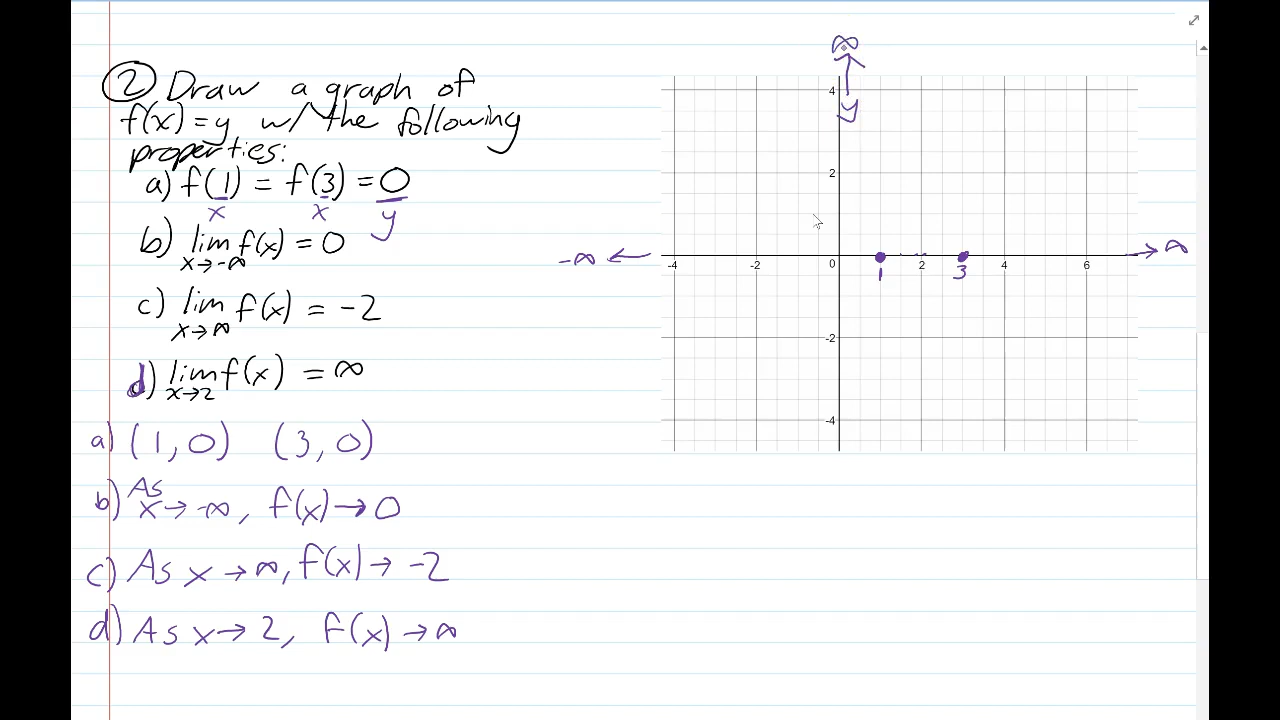 ② Draw a graph of
f(x) = y w/ the following
properties:
a) f(1) = f(3) = 0
x x y
b) lim f(x) = 0
x→-∞
c) lim f(x) = -2
x→∞
d) lim f(x) = ∞
x→2
a) (1, 0) (3, 0)
b) As x→-∞, f(x)→0
c) As x→∞, f(x)→-2
d) As x→2, f(x)→∞
∞
y
4
2
-∞ ∞
-4 -2 0 2 4 6
1 3
-2
-4